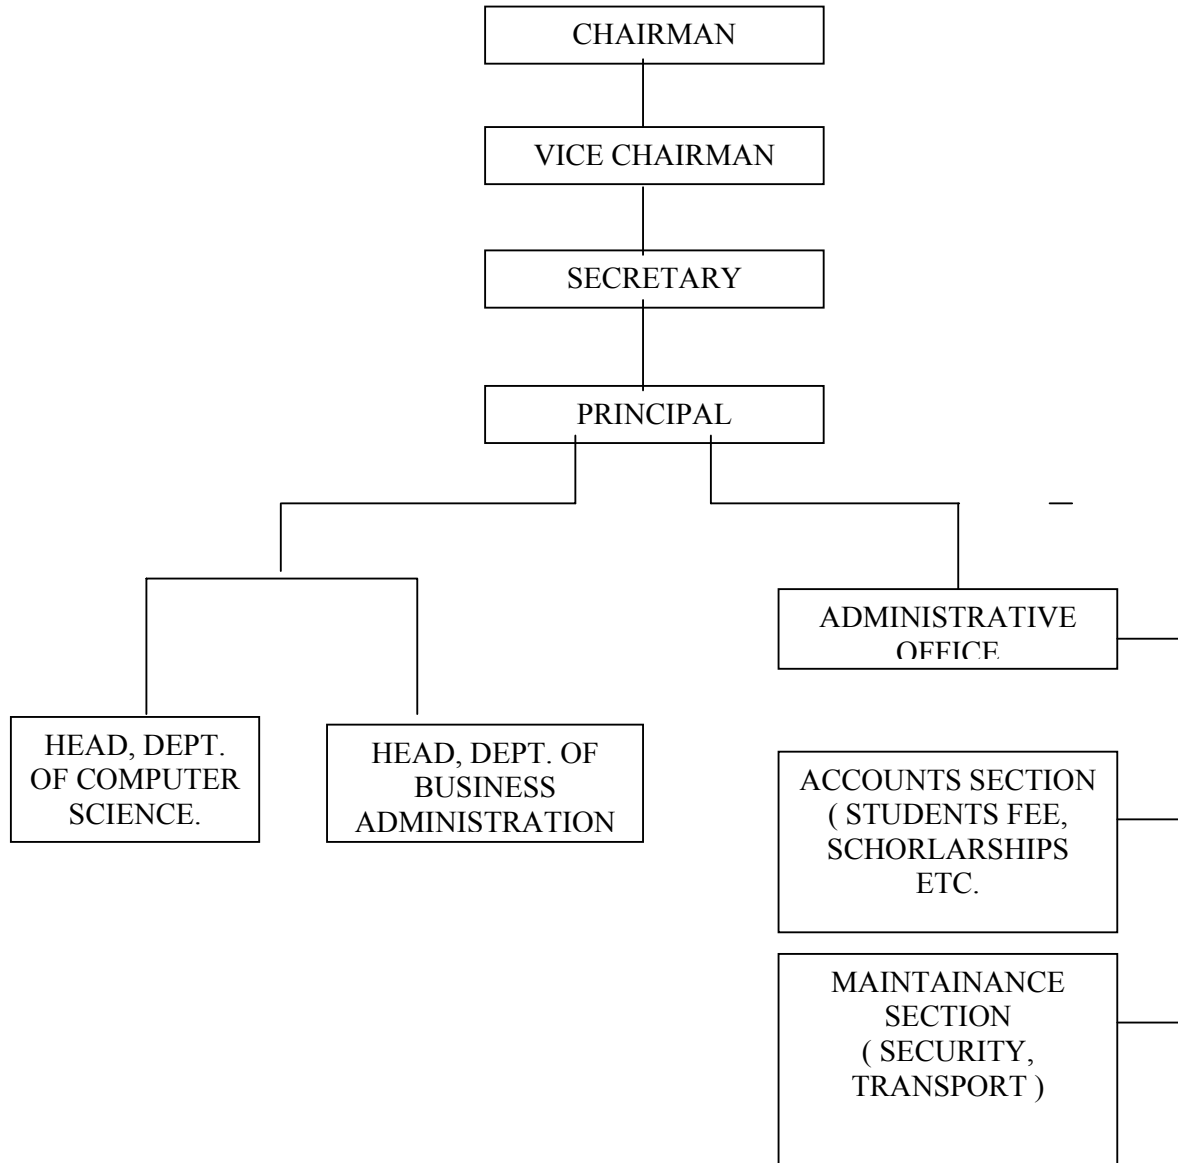 CHAIRMAN
VICE CHAIRMAN
SECRETARY
PRINCIPAL
ADMINISTRATIVE
OFFICE
HEAD, DEPT.
OF COMPUTER
SCIENCE.
HEAD, DEPT. OF
BUSINESS
ADMINISTRATION
ACCOUNTS SECTION
( STUDENTS FEE,
SCHORLARSHIPS
ETC.
MAINTAINANCE
SECTION
( SECURITY,
TRANSPORT )